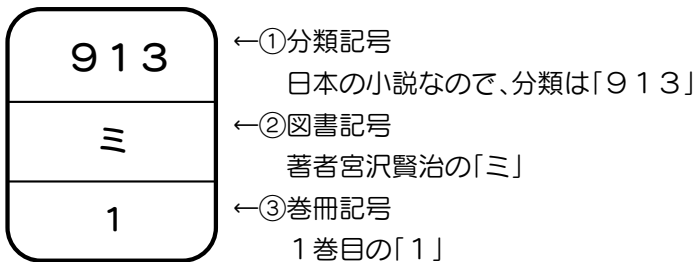 913
←①分類記号
日本の小説なので、分類は「913」
ミ
←②図書記号
著者宮沢賢治の「ミ」
1
←③巻冊記号
1巻目の「1」